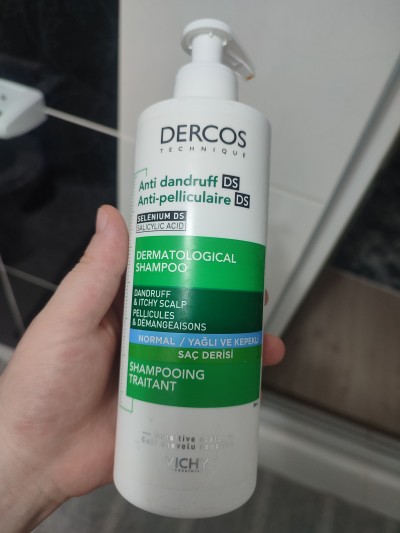 DERCOS
TECHNIQUE
Anti dandruff DS
Anti-pelliculaire DS
SELENIUM DS
SALICYLIC ACID
DERMATOLOGICAL
SHAMPOO
DANDRUFF
& ITCHY SCALP
PELLICULES
& DÉMANGEAISONS
NORMAL / YAĞLI VE KEPEKLİ
SAÇ DERİSİ
SHAMPOOING
TRAITANT
VICHY